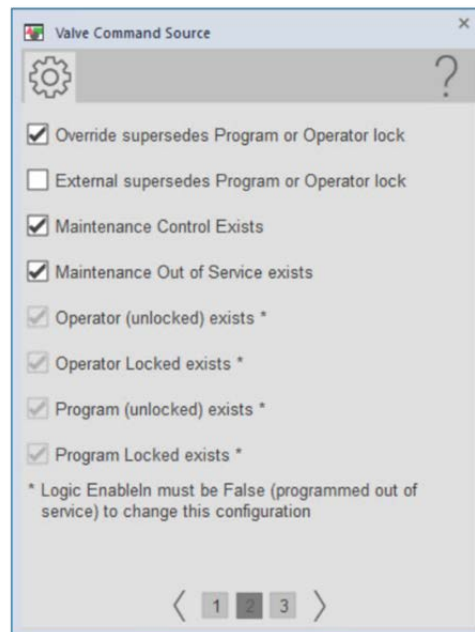 Valve Command Source
×
?
Override supersedes Program or Operator lock
External supersedes Program or Operator lock
Maintenance Control Exists
Maintenance Out of Service exists
Operator (unlocked) exists *
Operator Locked exists *
Program (unlocked) exists *
Program Locked exists *
* Logic EnableIn must be False (programmed out of
service) to change this configuration
1 2 3